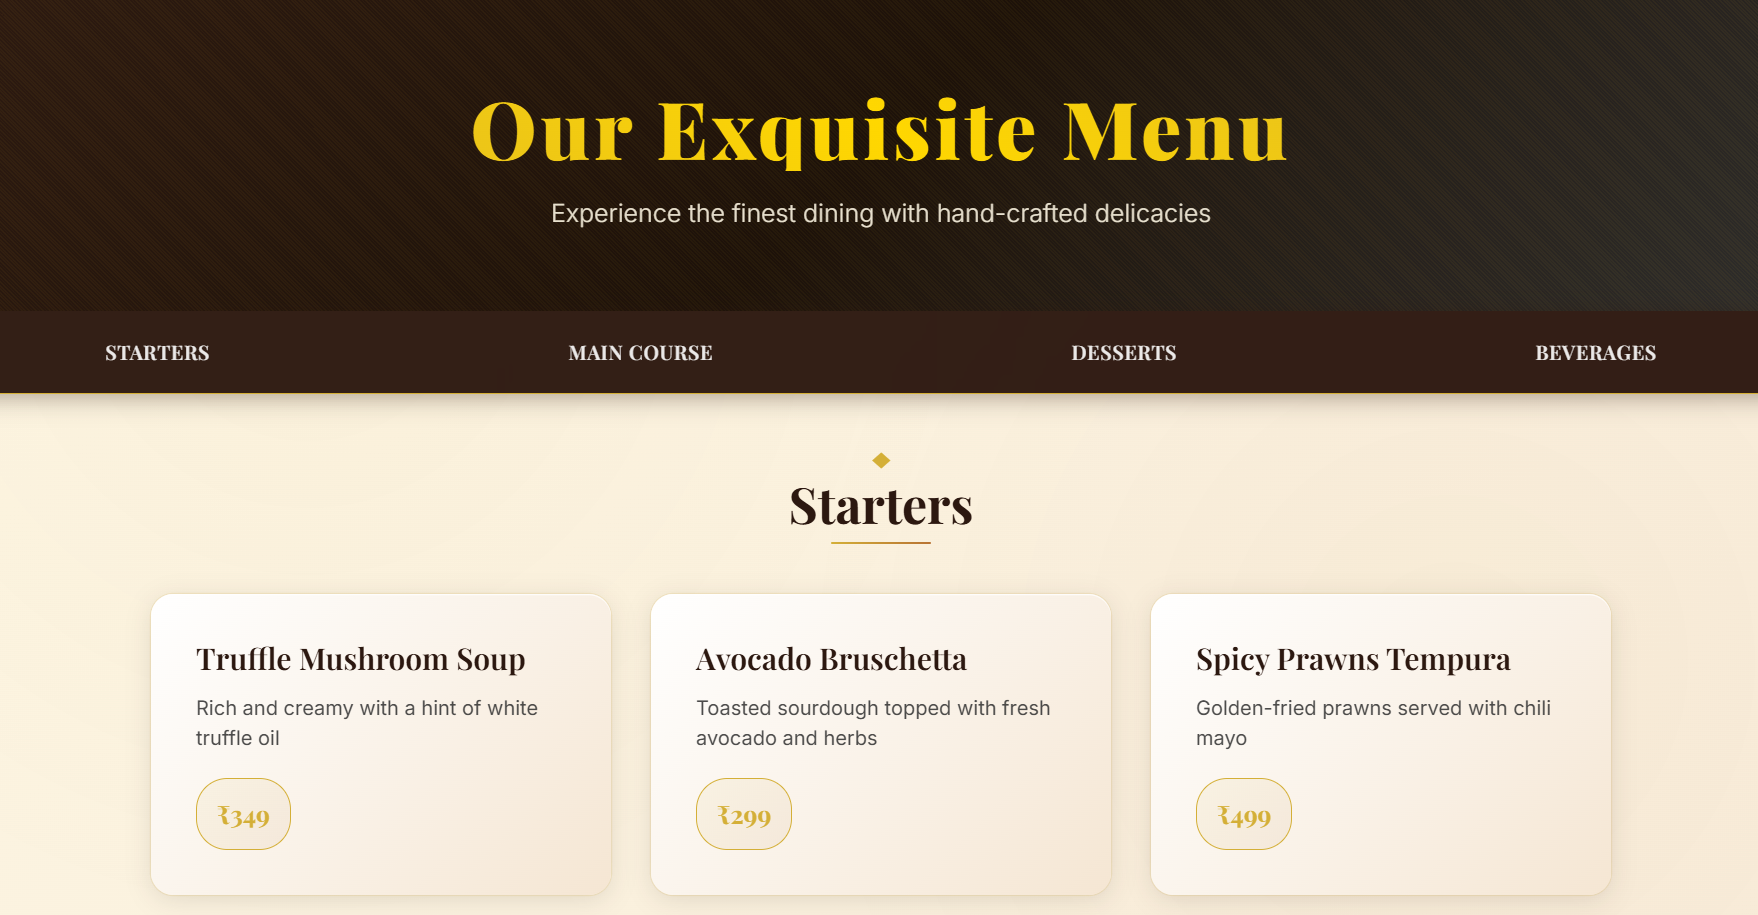 Our Exquisite Menu
Experience the finest dining with hand-crafted delicacies
STARTERS
MAIN COURSE
DESSERTS
BEVERAGES
Starters
Truffle Mushroom Soup
Rich and creamy with a hint of white
truffle oil
₹349
Avocado Bruschetta
Toasted sourdough topped with fresh
avocado and herbs
₹299
Spicy Prawns Tempura
Golden-fried prawns served with chili
mayo
₹499